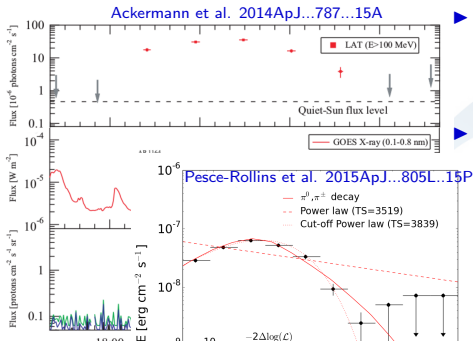 Ackermann et al. 2014ApJ...787...15A
Flux [10⁻⁶ photons cm⁻² s⁻¹]
100
10
1
0.1
LAT (E>100 MeV)
Quiet-Sun flux level
Flux [W m⁻²]
10⁻⁴
10⁻⁵
10⁻⁶
GOES X-ray (0.1-0.8 nm)
Pesce-Rollins et al. 2015ApJ...805L..15P
10⁻⁶
10⁻⁷
10⁻⁸
π⁰,π± decay
Power law (TS=3519)
Cut-off Power law (TS=3839)
E [erg cm⁻² s⁻¹]
Flux [protons cm⁻² s⁻¹ sr⁻¹]
1
0.1
−2Δlog(ℒ)